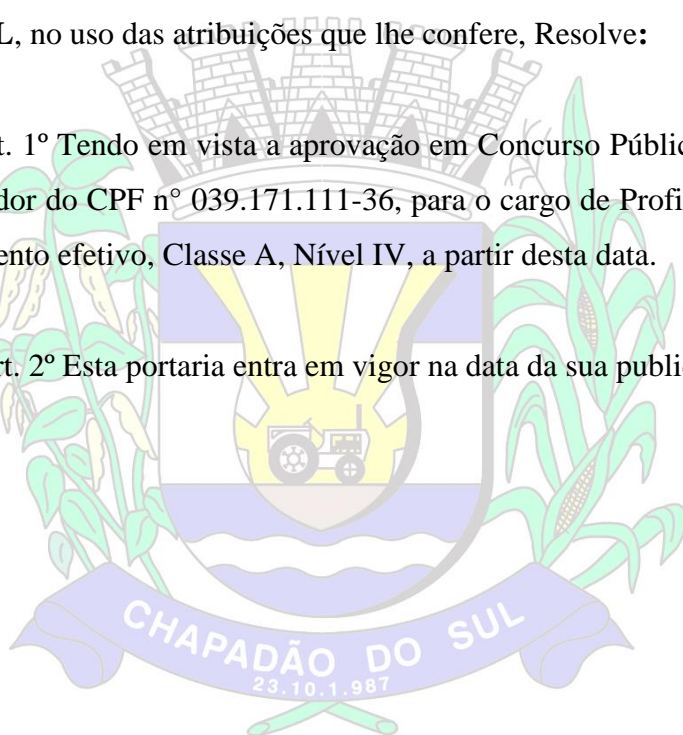 L, no uso das atribuições que lhe confere, Resolve:
t. 1º Tendo em vista a aprovação em Concurso Públic
dor do CPF n° 039.171.111-36, para o cargo de Profi
ento efetivo, Classe A, Nível IV, a partir desta data.
rt. 2º Esta portaria entra em vigor na data da sua public
CHAPADÃO DO SUL
23.10.1.987